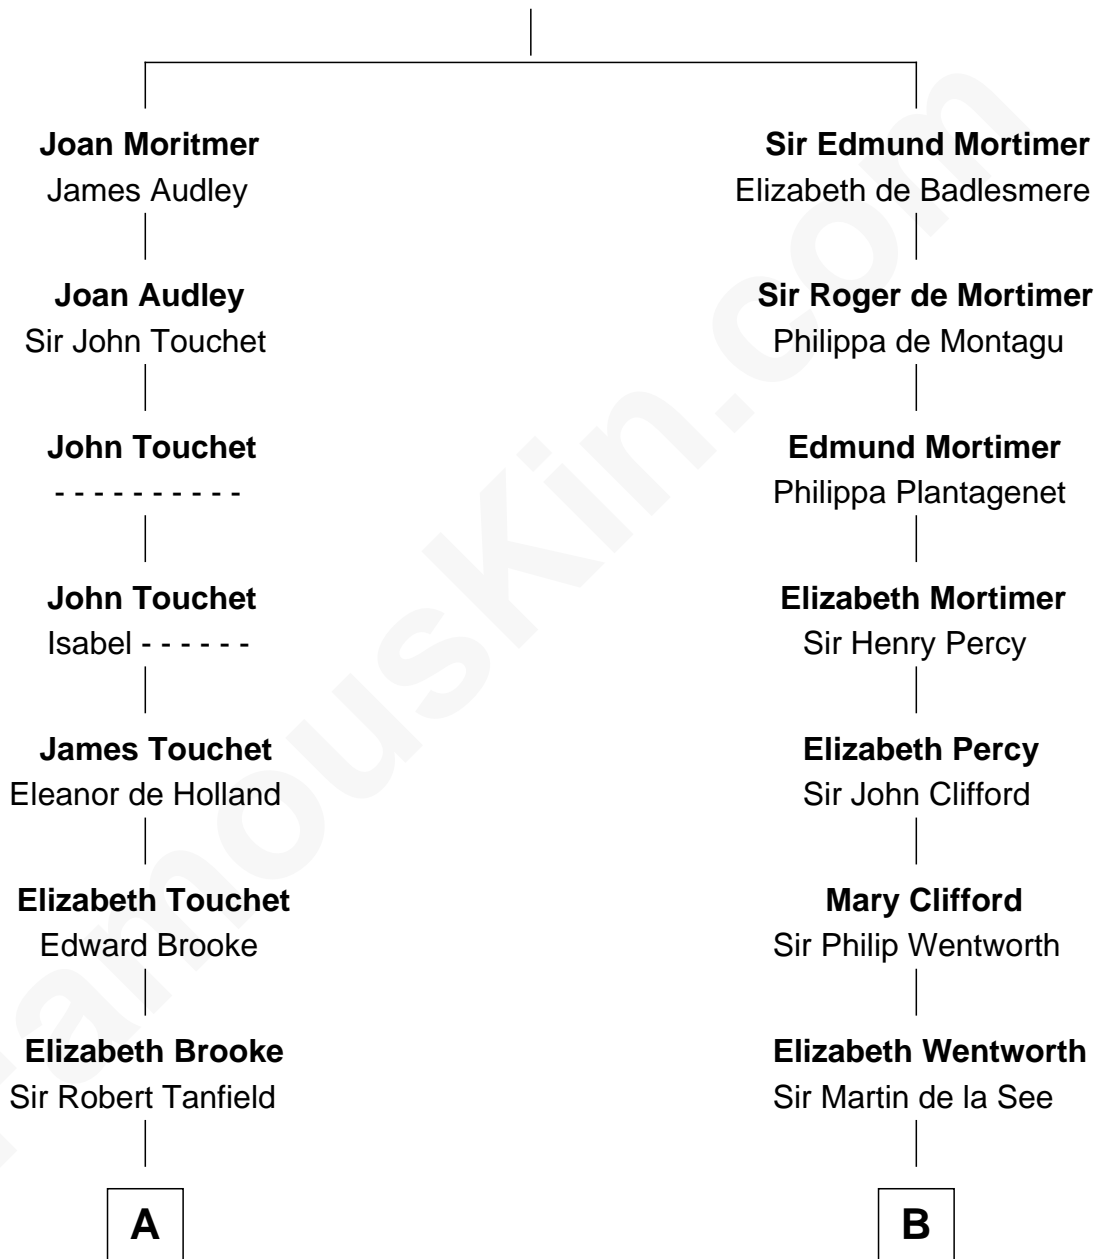 Joan Moritmer
James Audley
Joan Audley
Sir John Touchet
John Touchet
- - - - - - - - - -
John Touchet
Isabel - - - - - -
James Touchet
Eleanor de Holland
Elizabeth Touchet
Edward Brooke
Elizabeth Brooke
Sir Robert Tanfield
A
Sir Edmund Mortimer
Elizabeth de Badlesmere
Sir Roger de Mortimer
Philippa de Montagu
Edmund Mortimer
Philippa Plantagenet
Elizabeth Mortimer
Sir Henry Percy
Elizabeth Percy
Sir John Clifford
Mary Clifford
Sir Philip Wentworth
Elizabeth Wentworth
Sir Martin de la See
B
FamousKin.com